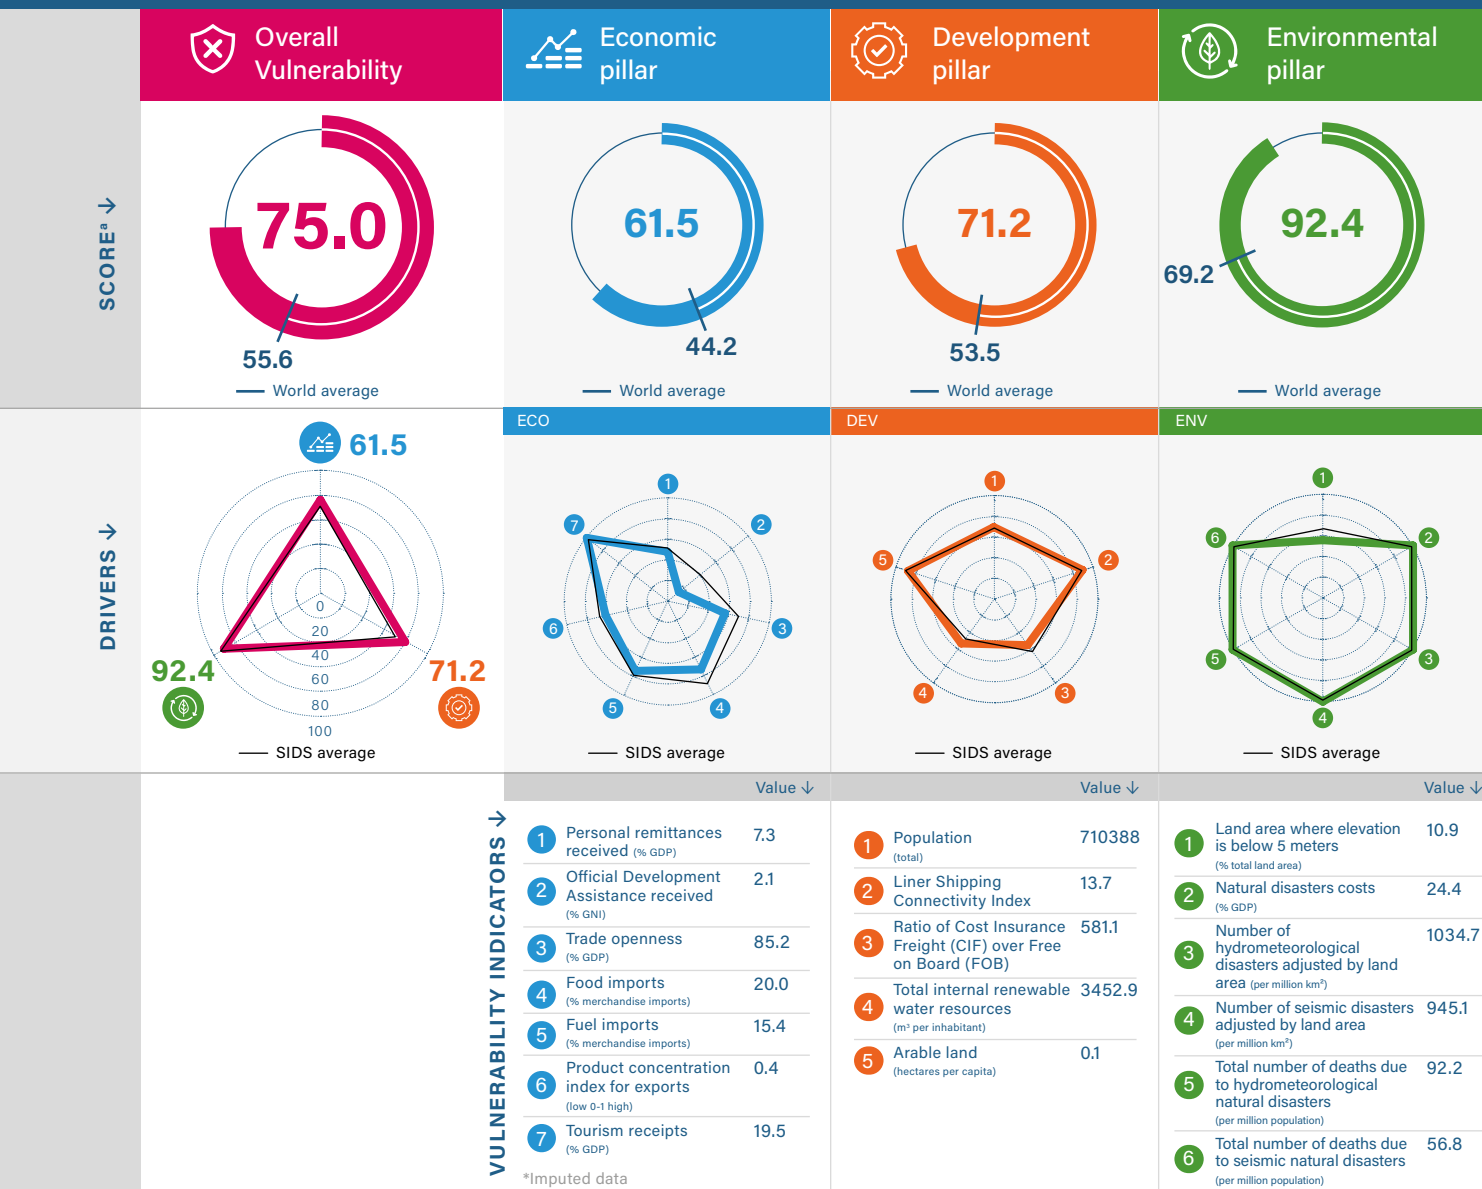 Overall
Vulnerability
Economic
pillar
Development
pillar
Environmental
pillar
SCOREª →
75.0
55.6
World average
61.5
44.2
World average
71.2
53.5
World average
92.4
69.2
World average
DRIVERS →
61.5
0
20
40
60
80
100
92.4
71.2
SIDS average
ECO
1
2
3
4
5
6
7
SIDS average
DEV
1
2
3
4
5
SIDS average
ENV
1
2
3
4
5
6
SIDS average
VULNERABILITY INDICATORS →
Value ↓
1 Personal remittances 7.3
received (% GDP)
2 Official Development 2.1
Assistance received
(% GNI)
3 Trade openness 85.2
(% GDP)
4 Food imports 20.0
(% merchandise imports)
5 Fuel imports 15.4
(% merchandise imports)
6 Product concentration 0.4
index for exports
(low 0-1 high)
7 Tourism receipts 19.5
(% GDP)
*Imputed data
Value ↓
1 Population 710388
(total)
2 Liner Shipping 13.7
Connectivity Index
3 Ratio of Cost Insurance 581.1
Freight (CIF) over Free
on Board (FOB)
4 Total internal renewable 3452.9
water resources
(m³ per inhabitant)
5 Arable land 0.1
(hectares per capita)
Value ↓
1 Land area where elevation 10.9
is below 5 meters
(% total land area)
2 Natural disasters costs 24.4
(% GDP)
3 Number of 1034.7
hydrometeorological
disasters adjusted by land
area (per million km²)
4 Number of seismic disasters 945.1
adjusted by land area
(per million km²)
5 Total number of deaths due 92.2
to hydrometeorological
natural disasters
(per million population)
6 Total number of deaths due 56.8
to seismic natural disasters
(per million population)